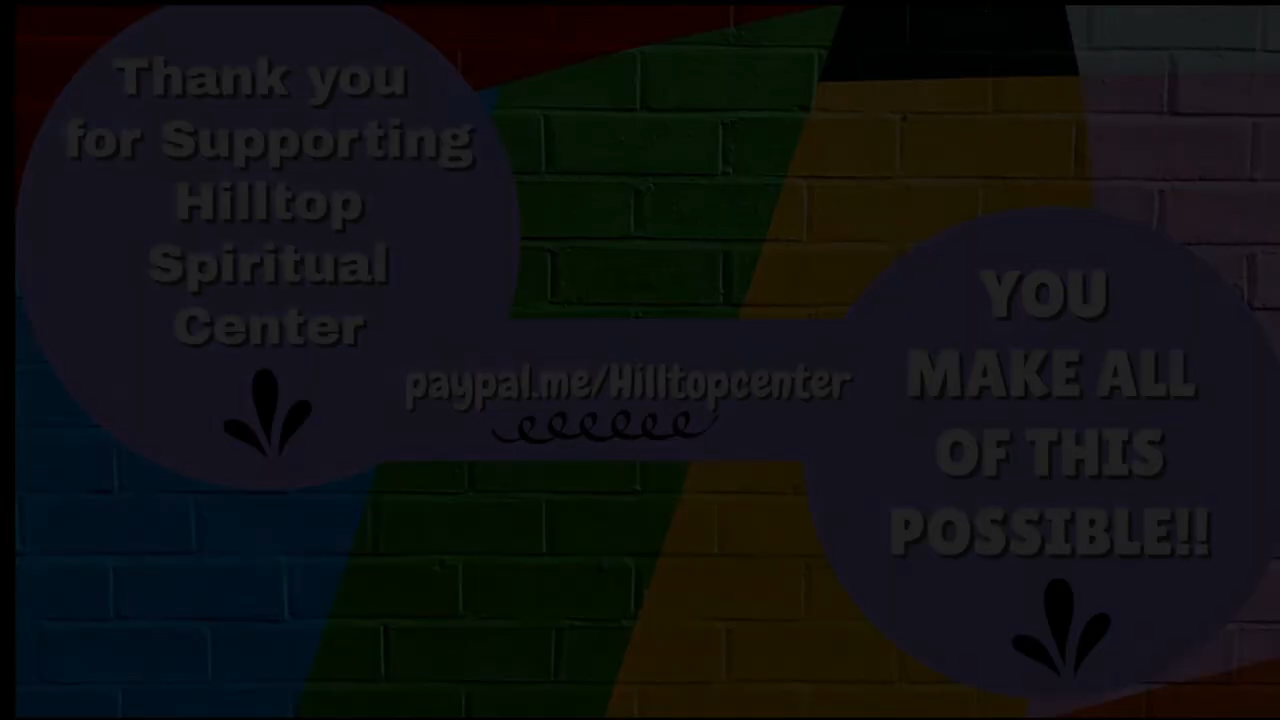 Thank you
for Supporting
Hilltop
Spiritual
Center
paypal.me/Hilltopcenter
YOU
MAKE ALL
OF THIS
POSSIBLE!!